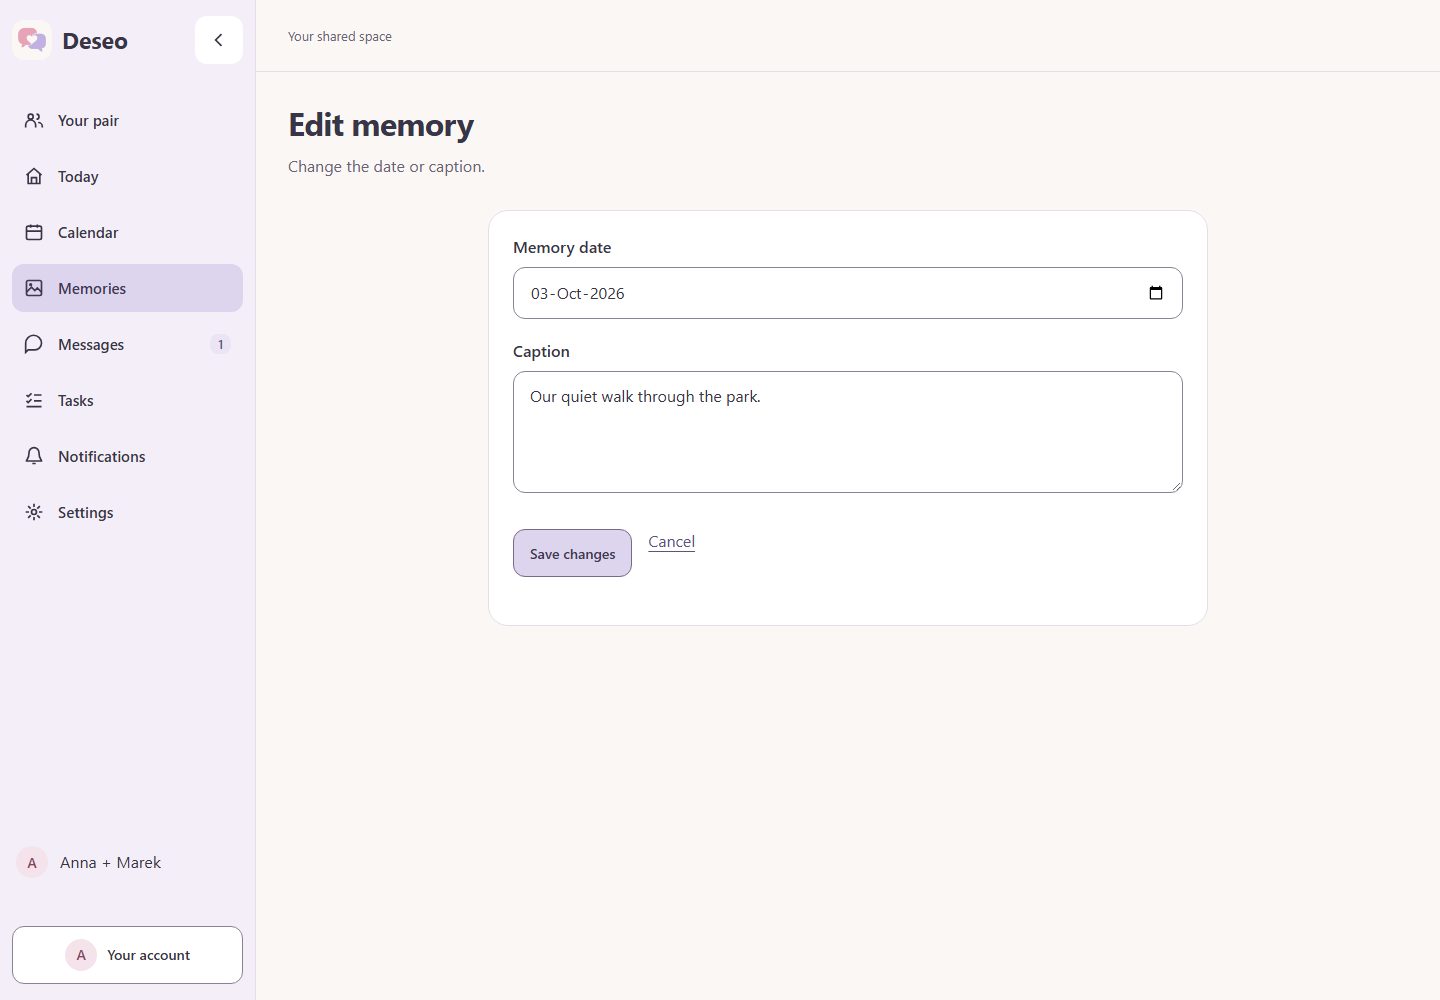 Deseo
Your shared space
Your pair
Today
Calendar
Memories
Messages 1
Tasks
Notifications
Settings
A Anna + Marek
A Your account
Edit memory
Change the date or caption.
Memory date
03-Oct-2026
Caption
Our quiet walk through the park.
Save changes Cancel